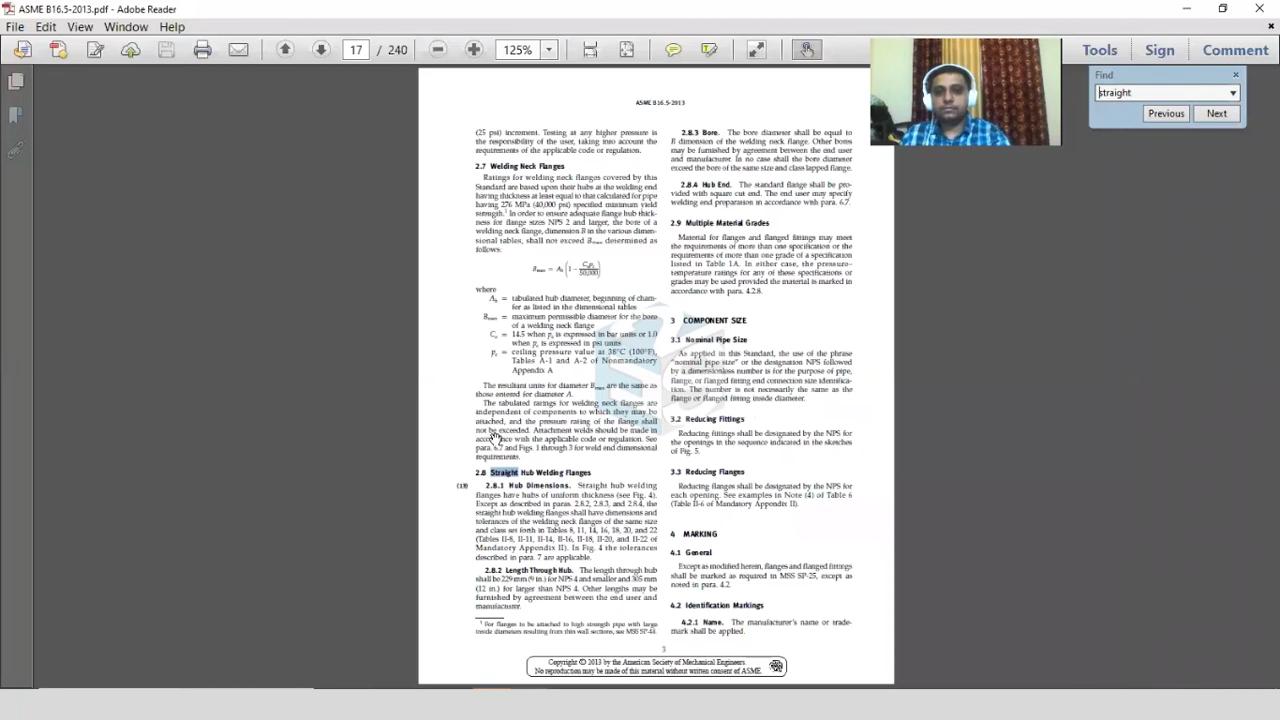 ASME B16.5-2013.pdf - Adobe Reader
File Edit View Window Help
17 / 240 125% Tools Sign Comment
Find
straight
Previous Next
ASME B16.5-2013
(25 psi) increment. Testing at any higher pressure is
the responsibility of the user, taking into account the
requirements of the applicable code or regulation.
2.7 Welding Neck Flanges
Ratings for welding neck flanges covered by this
Standard are based upon their hubs at the welding end
having thickness at least equal to that calculated for pipe
having 276 MPa (40,000 psi) specified minimum yield
strength.1 In order to ensure adequate flange hub thick-
ness for flange sizes NPS 2 and larger, the bore of a
welding neck flange, dimension B in the various dimen-
sional tables, shall not exceed Bmax determined as
follows:
Bmax = Ah (1 − Copc / 50,000)
where
Ah = tabulated hub diameter, beginning of cham-
fer as listed in the dimensional tables
Bmax = maximum permissible diameter for the bore
of a welding neck flange
Co = 14.5 when pc is expressed in bar units or 1.0
when pc is expressed in psi units
pc = ceiling pressure value at 38°C (100°F),
Tables A-1 and A-2 of Nonmandatory
Appendix A
The resultant units for diameter Bmax are the same as
those entered for diameter A.
The tabulated ratings for welding neck flanges are
independent of components to which they may be
attached, and the pressure rating of the flange shall
not be exceeded. Attachment welds should be made in
accordance with the applicable code or regulation. See
para. 6.7 and Figs. 1 through 3 for weld end dimensional
requirements.
2.8 Straight Hub Welding Flanges
(13) 2.8.1 Hub Dimensions. Straight hub welding
flanges have hubs of uniform thickness (see Fig. 4).
Except as described in paras. 2.8.2, 2.8.3, and 2.8.4, the
straight hub welding flanges shall have dimensions and
tolerances of the welding neck flanges of the same size
and class set forth in Tables 8, 11, 14, 16, 18, 20, and 22
(Tables II-8, II-11, II-14, II-16, II-18, II-20, and II-22 of
Mandatory Appendix II). In Fig. 4 the tolerances
described in para. 7 are applicable.
2.8.2 Length Through Hub. The length through hub
shall be 229 mm (9 in.) for NPS 4 and smaller and 305 mm
(12 in.) for larger than NPS 4. Other lengths may be
furnished by agreement between the end user and
manufacturer.
1 For flanges to be attached to high strength pipe with large
inside diameters resulting from thin wall sections, see MSS SP-44.
2.8.3 Bore. The bore diameter shall be equal to
B dimension of the welding neck flange. Other bores
may be furnished by agreement between the end user
and manufacturer. In no case shall the bore diameter
exceed the bore of the same size and class lapped flange.
2.8.4 Hub End. The standard flange shall be pro-
vided with square cut end. The end user may specify
welding end preparation in accordance with para. 6.7.
2.9 Multiple Material Grades
Material for flanges and flanged fittings may meet
the requirements of more than one specification or the
requirements of more than one grade of a specification
listed in Table 1A. In either case, the pressure–
temperature ratings for any of these specifications or
grades may be used provided the material is marked in
accordance with para. 4.2.8.
3 COMPONENT SIZE
3.1 Nominal Pipe Size
As applied in this Standard, the use of the phrase
"nominal pipe size" or the designation NPS followed
by a dimensionless number is for the purpose of pipe,
flange, or flanged fitting end connection size identifica-
tion. The number is not necessarily the same as the
flange or flanged fitting inside diameter.
3.2 Reducing Fittings
Reducing fittings shall be designated by the NPS for
the openings in the sequence indicated in the sketches
of Fig. 5.
3.3 Reducing Flanges
Reducing flanges shall be designated by the NPS for
each opening. See examples in Note (4) of Table 6
(Table II-6 of Mandatory Appendix II).
4 MARKING
4.1 General
Except as modified herein, flanges and flanged fittings
shall be marked as required in MSS SP-25, except as
noted in para. 4.2.
4.2 Identification Markings
4.2.1 Name. The manufacturer's name or trade-
mark shall be applied.
3
Copyright © 2013 by the American Society of Mechanical Engineers.
No reproduction may be made of this material without written consent of ASME.